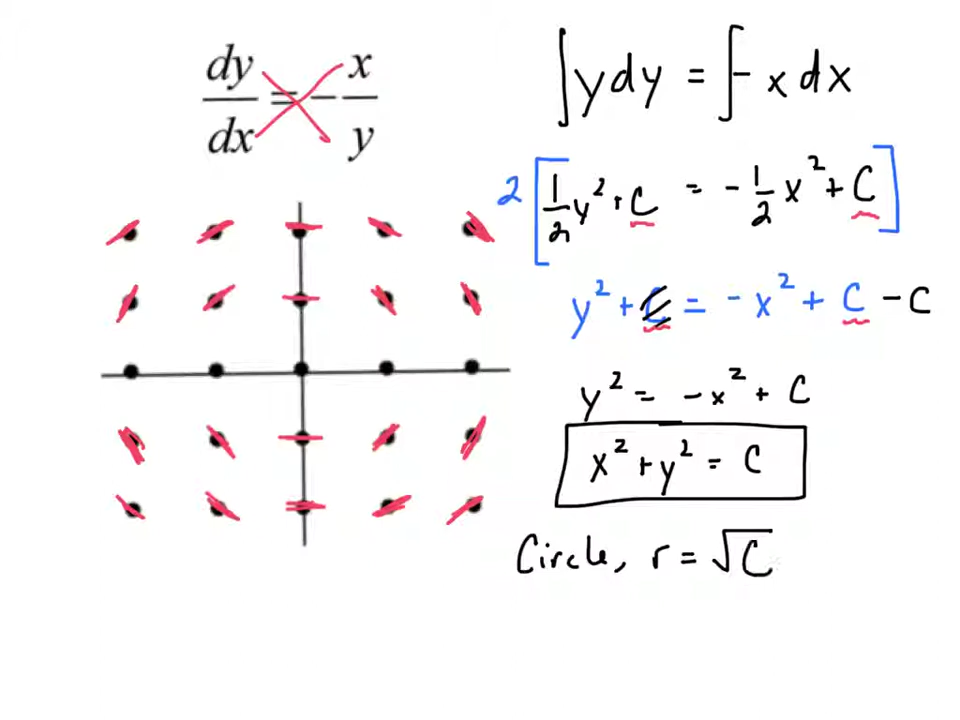 dy/dx = -x/y
∫ y dy = ∫ - x dx
2 [ 1/2 y² + C = - 1/2 x² + C ]
y² + C = - x² + C - C
y² = - x² + C
x² + y² = C
Circle, r = √C